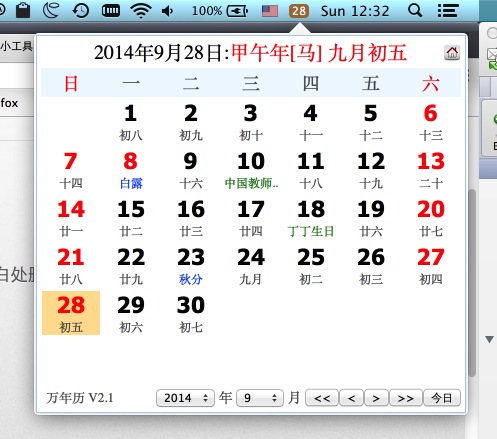 100%
28
Sun 12:32
小工具
fox
白处
2014年9月28日:甲午年[马] 九月初五
日 一 二 三 四 五 六
1 2 3 4 5 6
初八 初九 初十 十一 十二 十三
7 8 9 10 11 12 13
十四 白露 十六 中国教师.. 十八 十九 二十
14 15 16 17 18 19 20
廿一 廿二 廿三 廿四 丁丁生日 廿六 廿七
21 22 23 24 25 26 27
廿八 廿九 秋分 九月 初二 初三 初四
28 29 30
初五 初六 初七
万年历 V2.1 2014 年 9 月 << < > >> 今日